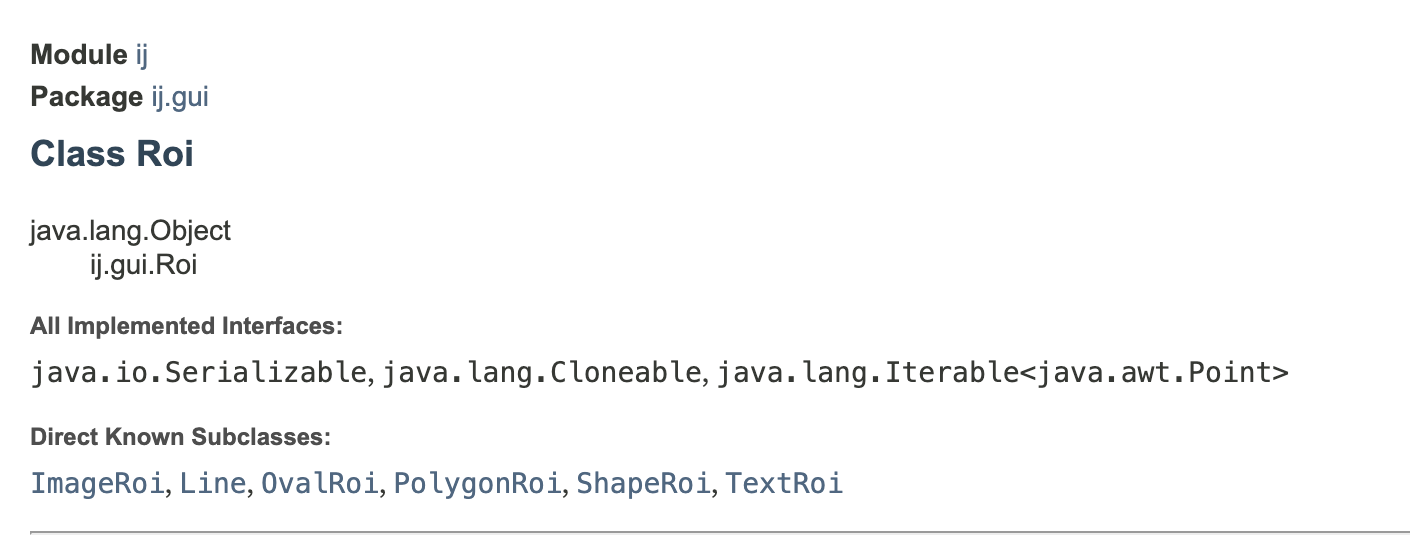 Module ij
Package ij.gui
Class Roi
java.lang.Object
ij.gui.Roi
All Implemented Interfaces:
java.io.Serializable, java.lang.Cloneable, java.lang.Iterable<java.awt.Point>
Direct Known Subclasses:
ImageRoi, Line, OvalRoi, PolygonRoi, ShapeRoi, TextRoi